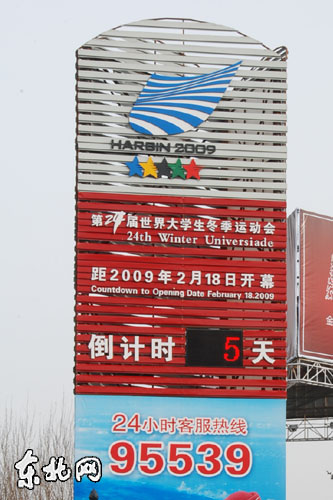 HARBIN 2009
第24届世界大学生冬季运动会
24th Winter Universiade
距2009年2月18日开幕
Countdown to Opening Date February 18.2009
倒计时 5 天
24小时客服热线
95539
东北网